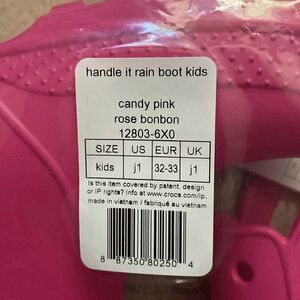 handle it rain boot kids
candy pink
rose bonbon
12803-6X0
SIZE US EUR UK
kids j1 32-33 j1
Is this item covered by patent, design
or IP rights? Info at www.crocs.com/ip.
made in vietnam / fabriqué au vietnam
8 87350 80250 4